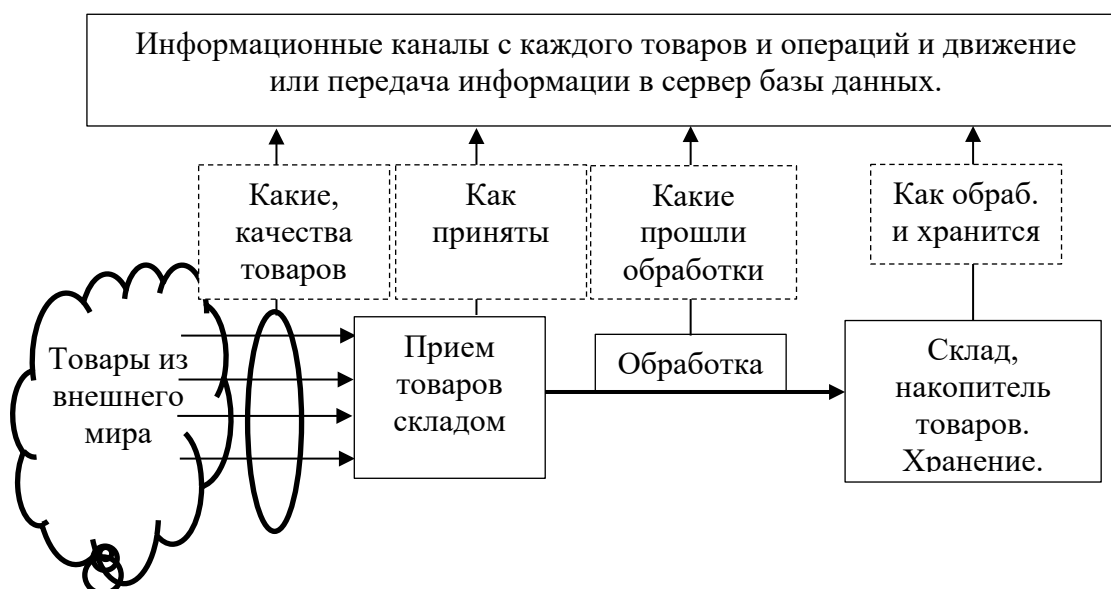 Информационные каналы с каждого товаров и операций и движение
или передача информации в сервер базы данных.
Какие,
качества
товаров
Как
приняты
Какие
прошли
обработки
Как обраб.
и хранится
Товары из
внешнего
мира
Прием
товаров
складом
Обработка
Склад,
накопитель
товаров.
Хранение.